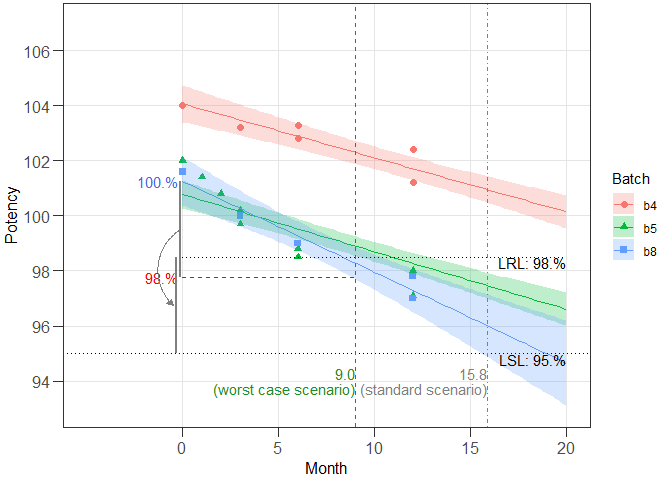 106
104
102
100
98
96
94
Potency
100.%
98.%
LRL: 98.%
LSL: 95.%
9.0
(worst case scenario)
15.8
(standard scenario)
0
5
10
15
20
Month
Batch
b4
b5
b8